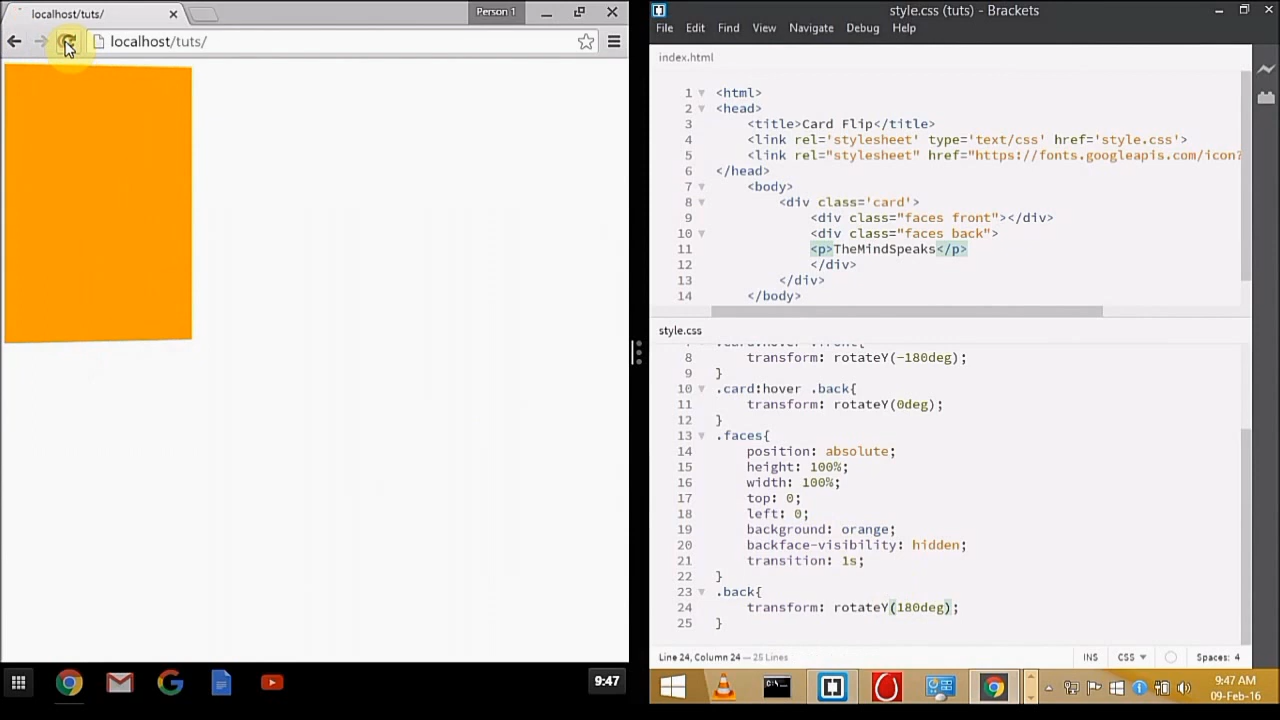 localhost/tuts/
Person 1
localhost/tuts/
9:47
style.css (tuts) - Brackets
File Edit Find View Navigate Debug Help
index.html
1 <html>
2 <head>
3 <title>Card Flip</title>
4 <link rel='stylesheet' type='text/css' href='style.css'>
5 <link rel="stylesheet" href="https://fonts.googleapis.com/icon?
6 </head>
7 <body>
8 <div class='card'>
9 <div class="faces front"></div>
10 <div class="faces back">
11 <p>TheMindSpeaks</p>
12 </div>
13 </div>
14 </body>
style.css
8 transform: rotateY(-180deg);
9 }
10 .card:hover .back{
11 transform: rotateY(0deg);
12 }
13 .faces{
14 position: absolute;
15 height: 100%;
16 width: 100%;
17 top: 0;
18 left: 0;
19 background: orange;
20 backface-visibility: hidden;
21 transition: 1s;
22 }
23 .back{
24 transform: rotateY(180deg);
25 }
Line 24, Column 24 — 25 Lines
INS CSS Spaces: 4
9:47 AM
09-Feb-16